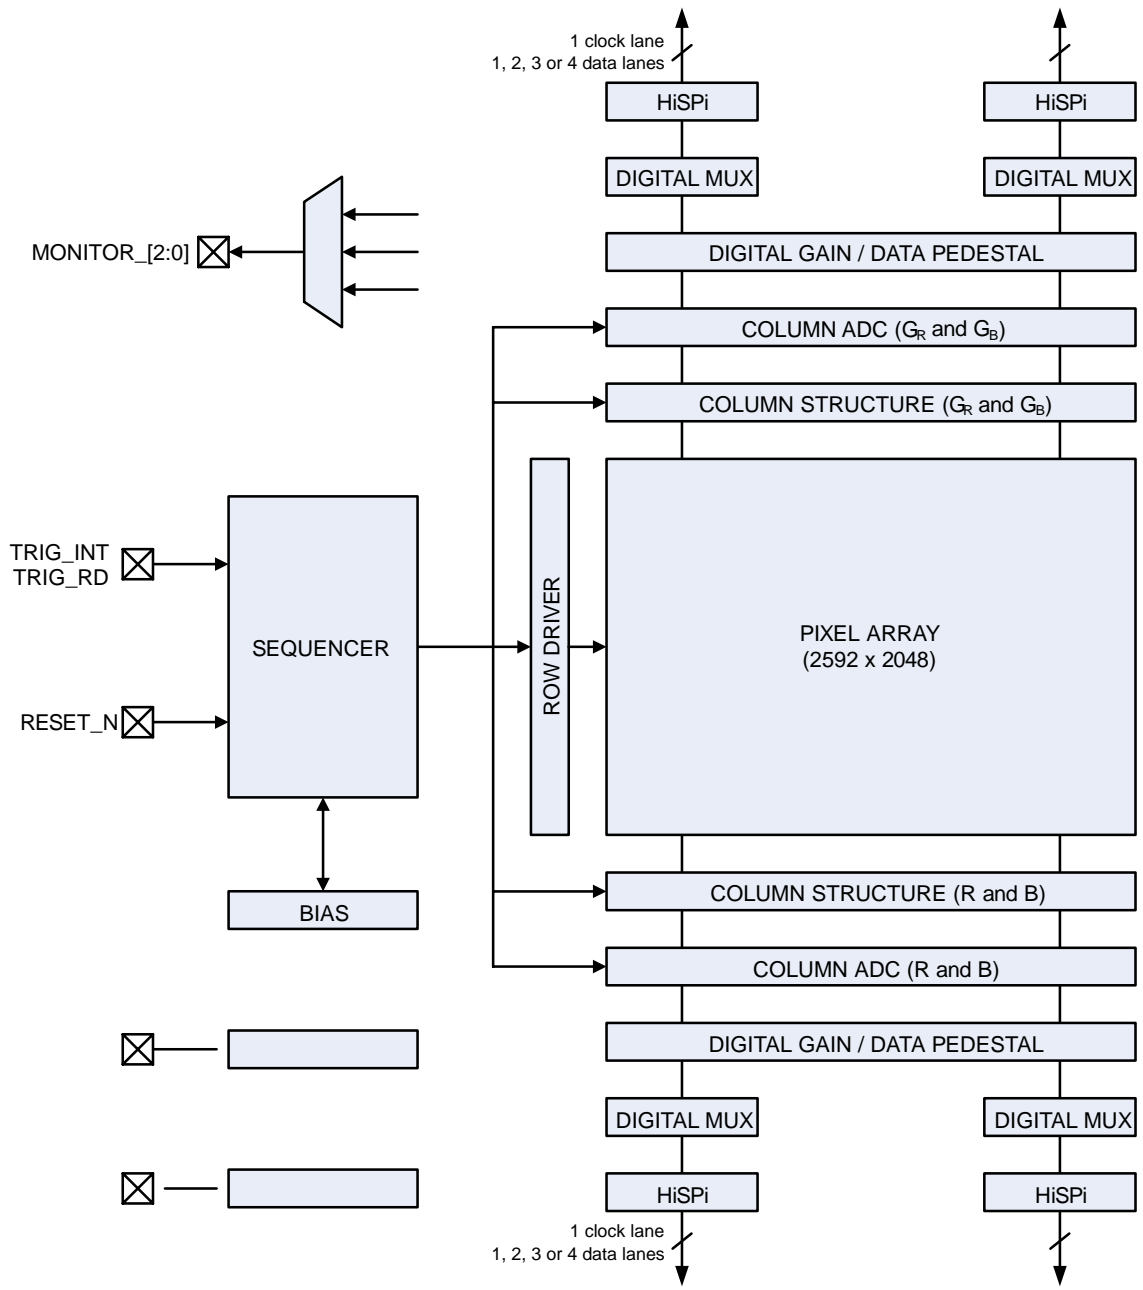 1 clock lane
1, 2, 3 or 4 data lanes
HiSPi
HiSPi
DIGITAL MUX
DIGITAL MUX
MONITOR_[2:0]
DIGITAL GAIN / DATA PEDESTAL
COLUMN ADC (GR and GB)
COLUMN STRUCTURE (GR and GB)
TRIG_INT
TRIG_RD
SEQUENCER
ROW DRIVER
PIXEL ARRAY
(2592 x 2048)
RESET_N
BIAS
COLUMN STRUCTURE (R and B)
COLUMN ADC (R and B)
DIGITAL GAIN / DATA PEDESTAL
DIGITAL MUX
DIGITAL MUX
HiSPi
HiSPi
1 clock lane
1, 2, 3 or 4 data lanes